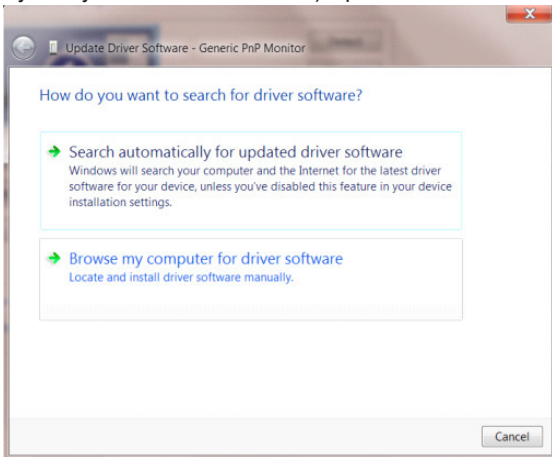 Update Driver Software - Generic PnP Monitor
How do you want to search for driver software?
Search automatically for updated driver software
Windows will search your computer and the Internet for the latest driver
software for your device, unless you've disabled this feature in your device
installation settings.
Browse my computer for driver software
Locate and install driver software manually.
Cancel